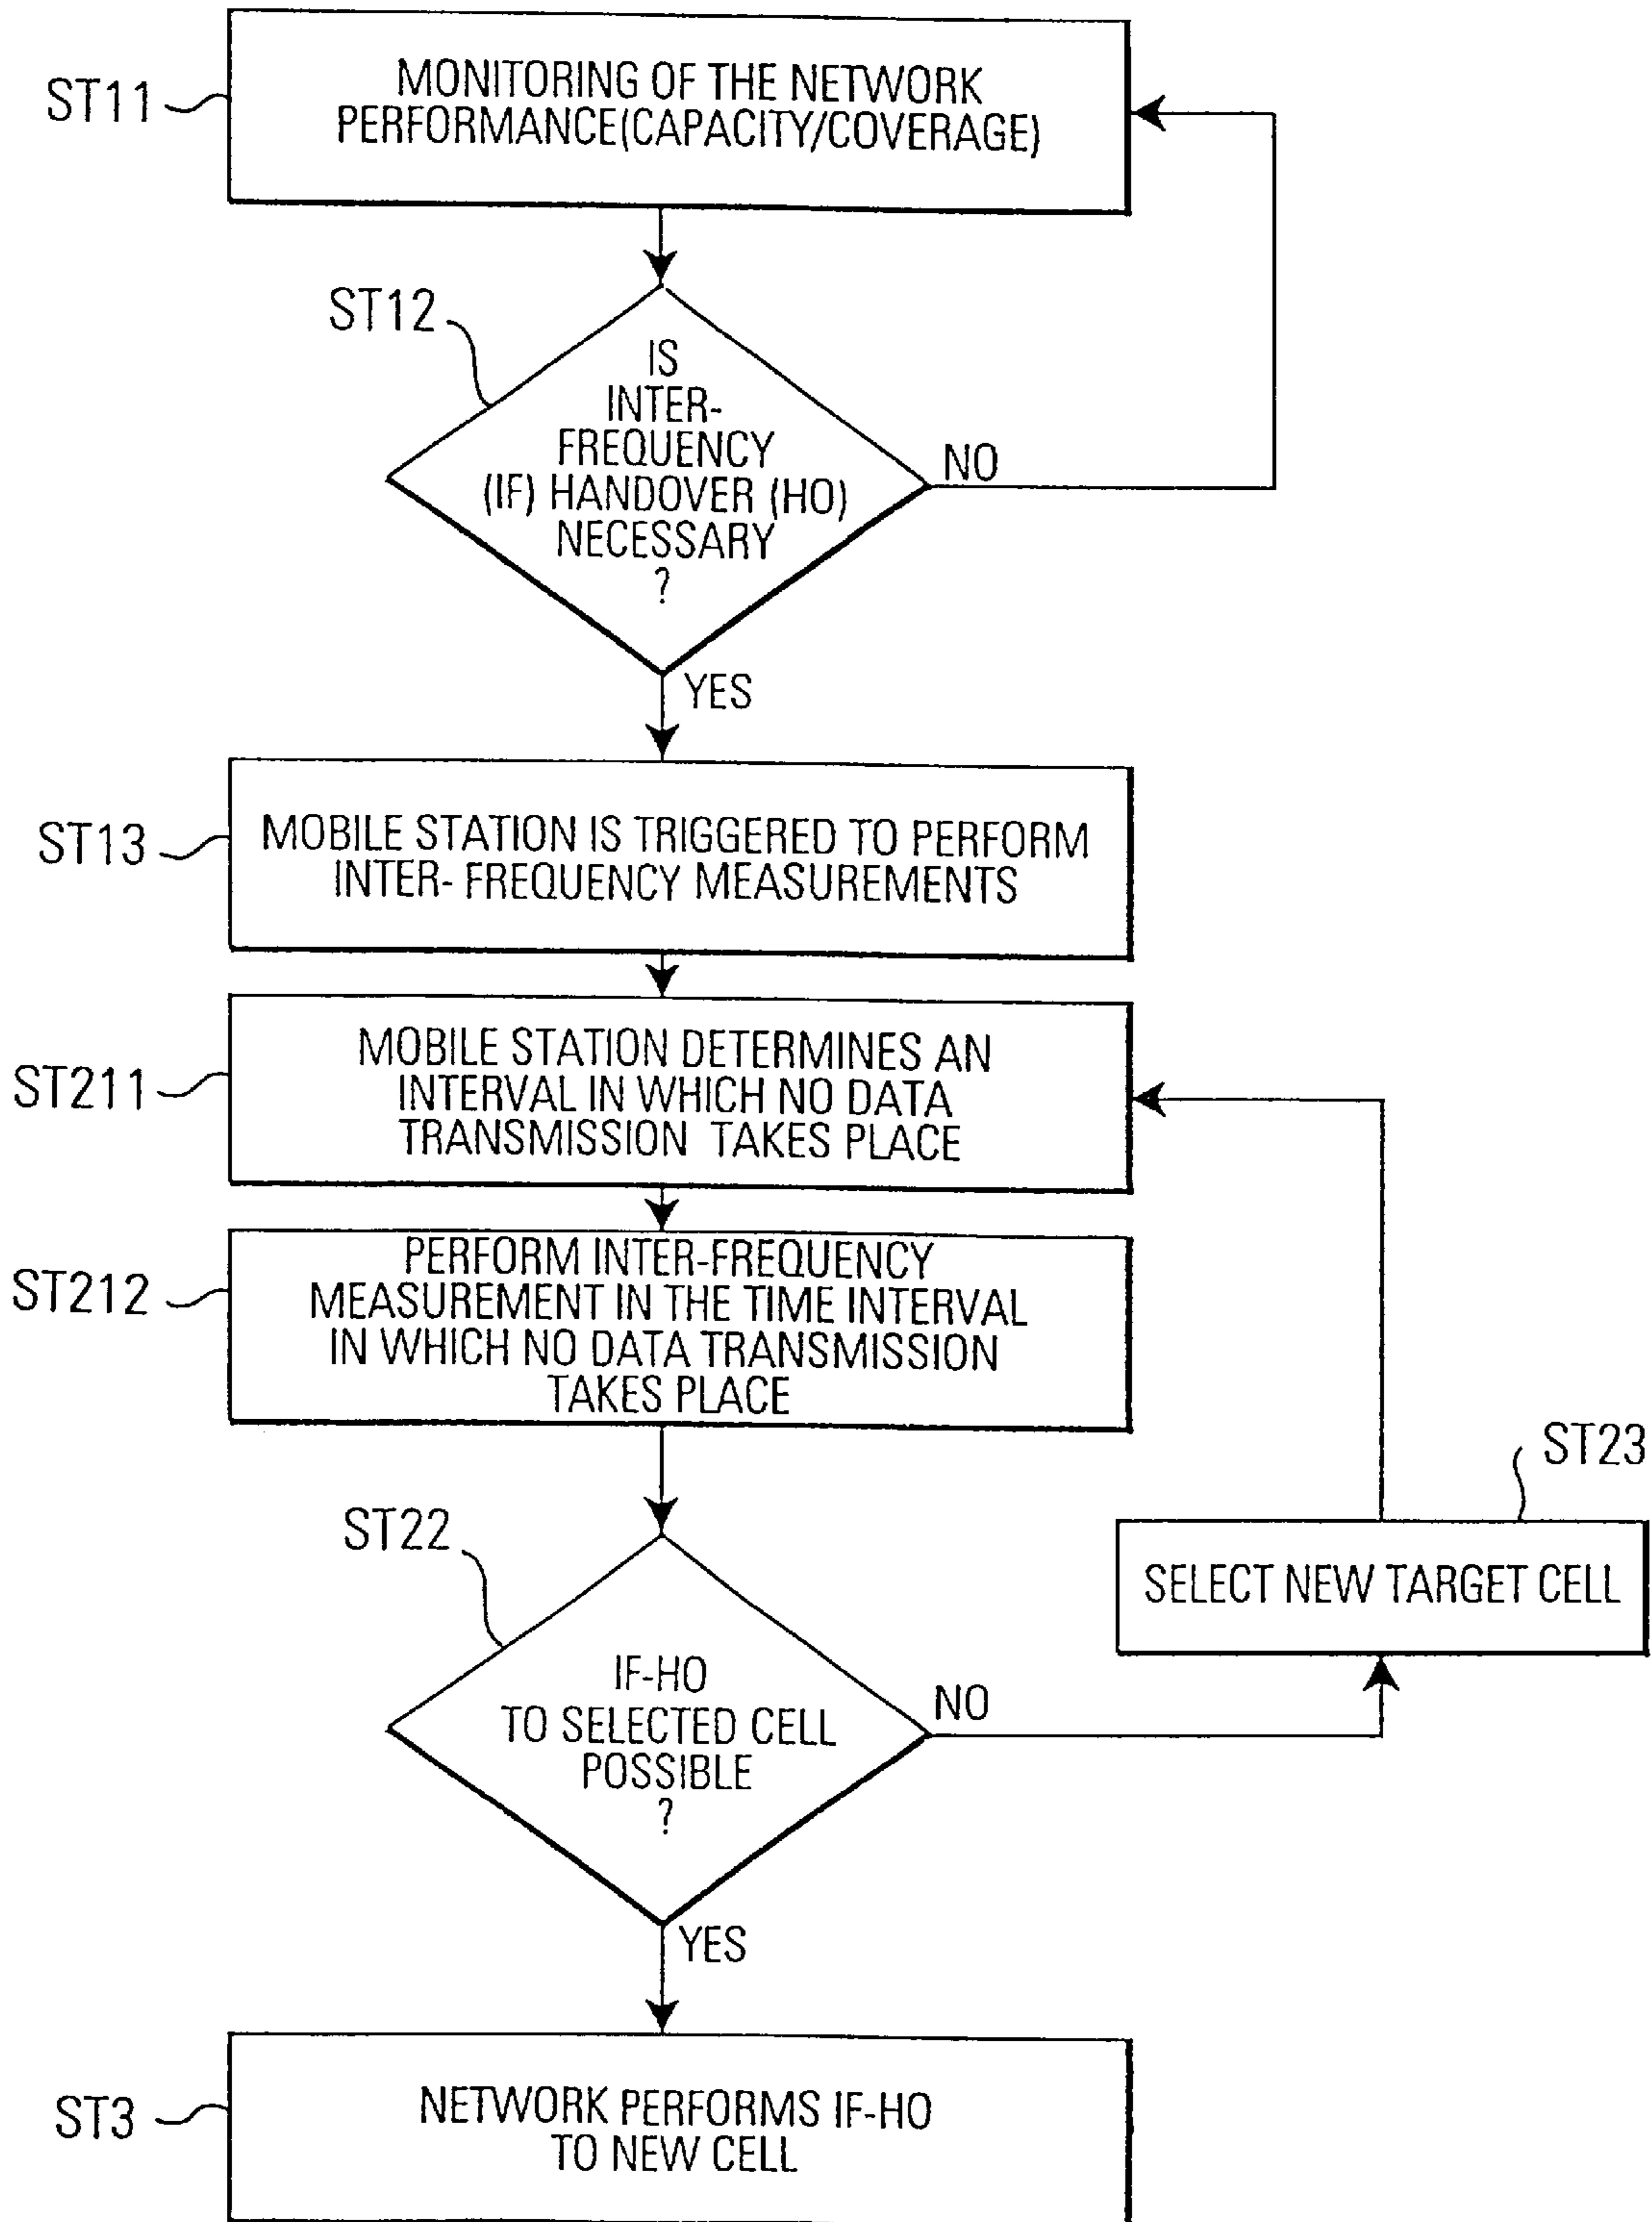 ST11
MONITORING OF THE NETWORK
PERFORMANCE(CAPACITY/COVERAGE)
ST12
IS
INTER-
FREQUENCY
(IF) HANDOVER (HO)
NECESSARY
?
NO
YES
ST13
MOBILE STATION IS TRIGGERED TO PERFORM
INTER- FREQUENCY MEASUREMENTS
ST211
MOBILE STATION DETERMINES AN
INTERVAL IN WHICH NO DATA
TRANSMISSION TAKES PLACE
ST212
PERFORM INTER-FREQUENCY
MEASUREMENT IN THE TIME INTERVAL
IN WHICH NO DATA TRANSMISSION
TAKES PLACE
ST23
SELECT NEW TARGET CELL
ST22
IF-HO
TO SELECTED CELL
POSSIBLE
?
NO
YES
ST3
NETWORK PERFORMS IF-HO
TO NEW CELL